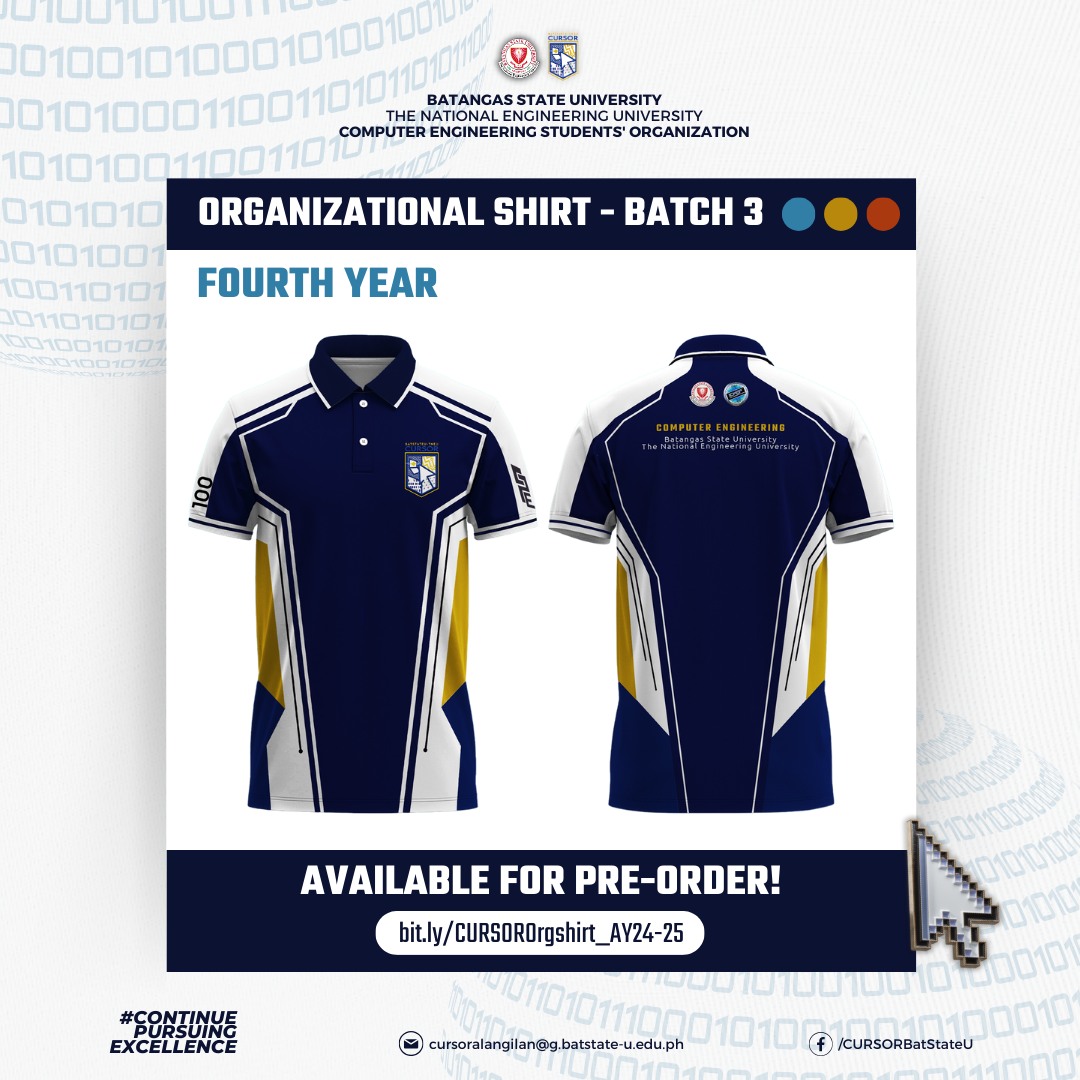 CURSOR
BATANGAS STATE UNIVERSITY
THE NATIONAL ENGINEERING UNIVERSITY
COMPUTER ENGINEERING STUDENTS' ORGANIZATION
ORGANIZATIONAL SHIRT - BATCH 3
FOURTH YEAR
CURSOR
100
COMPUTER ENGINEERING
Batangas State University
The National Engineering University
AVAILABLE FOR PRE-ORDER!
bit.ly/CURSOROrgshirt_AY24-25
#CONTINUE
PURSUING
EXCELLENCE
cursoralangilan@g.batstate-u.edu.ph
/CURSORBatStateU